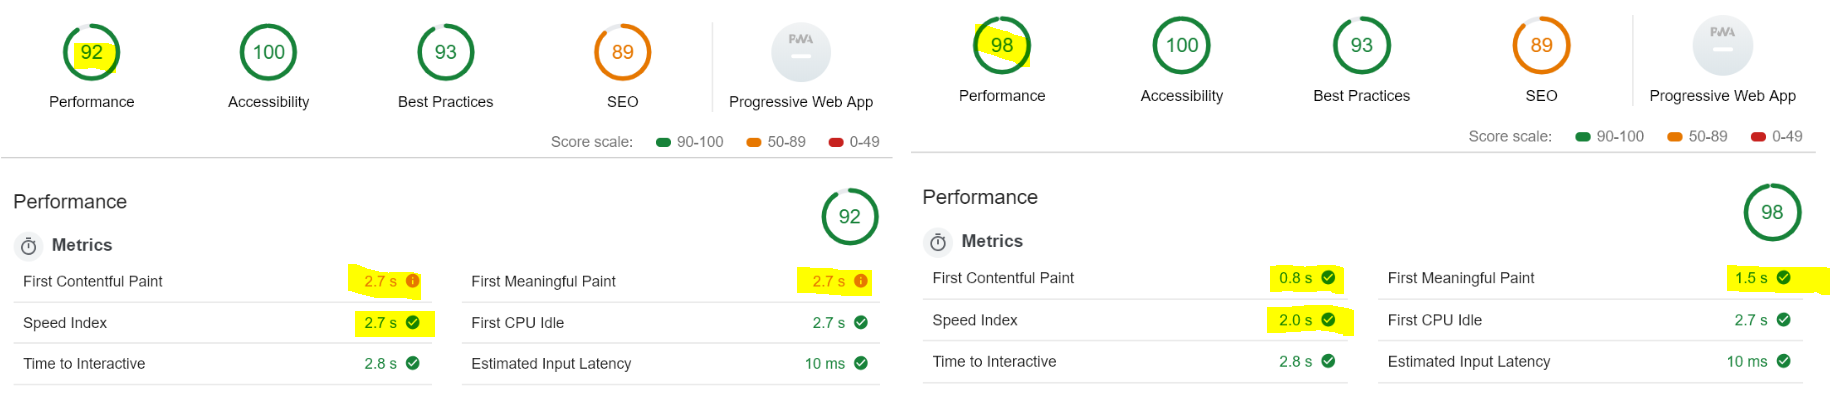 92 100 93 89 PWA
Performance Accessibility Best Practices SEO Progressive Web App
Score scale: 90-100 50-89 0-49
Performance
92
Metrics
First Contentful Paint 2.7 s First Meaningful Paint 2.7 s
Speed Index 2.7 s First CPU Idle 2.7 s
Time to Interactive 2.8 s Estimated Input Latency 10 ms
98 100 93 89 PWA
Performance Accessibility Best Practices SEO Progressive Web App
Score scale: 90-100 50-89 0-49
Performance
98
Metrics
First Contentful Paint 0.8 s First Meaningful Paint 1.5 s
Speed Index 2.0 s First CPU Idle 2.7 s
Time to Interactive 2.8 s Estimated Input Latency 10 ms